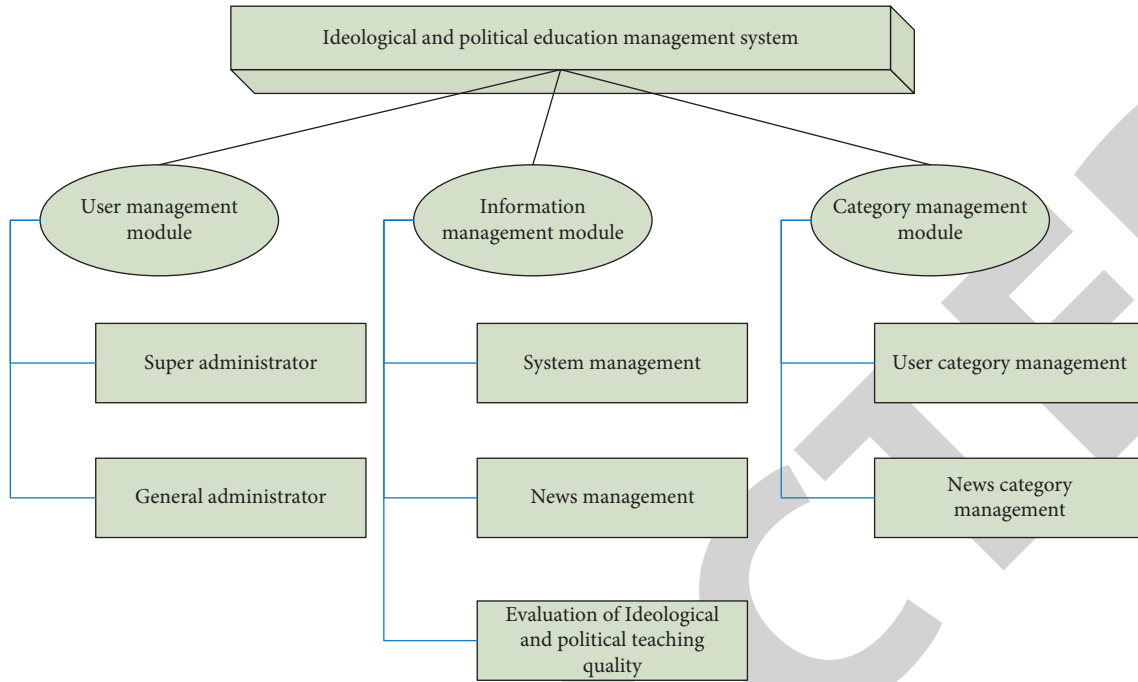 Ideological and political education management system
User management
module
Information
management module
Category management
module
Super administrator
System management
User category management
General administrator
News management
News category
management
Evaluation of Ideological
and political teaching
quality